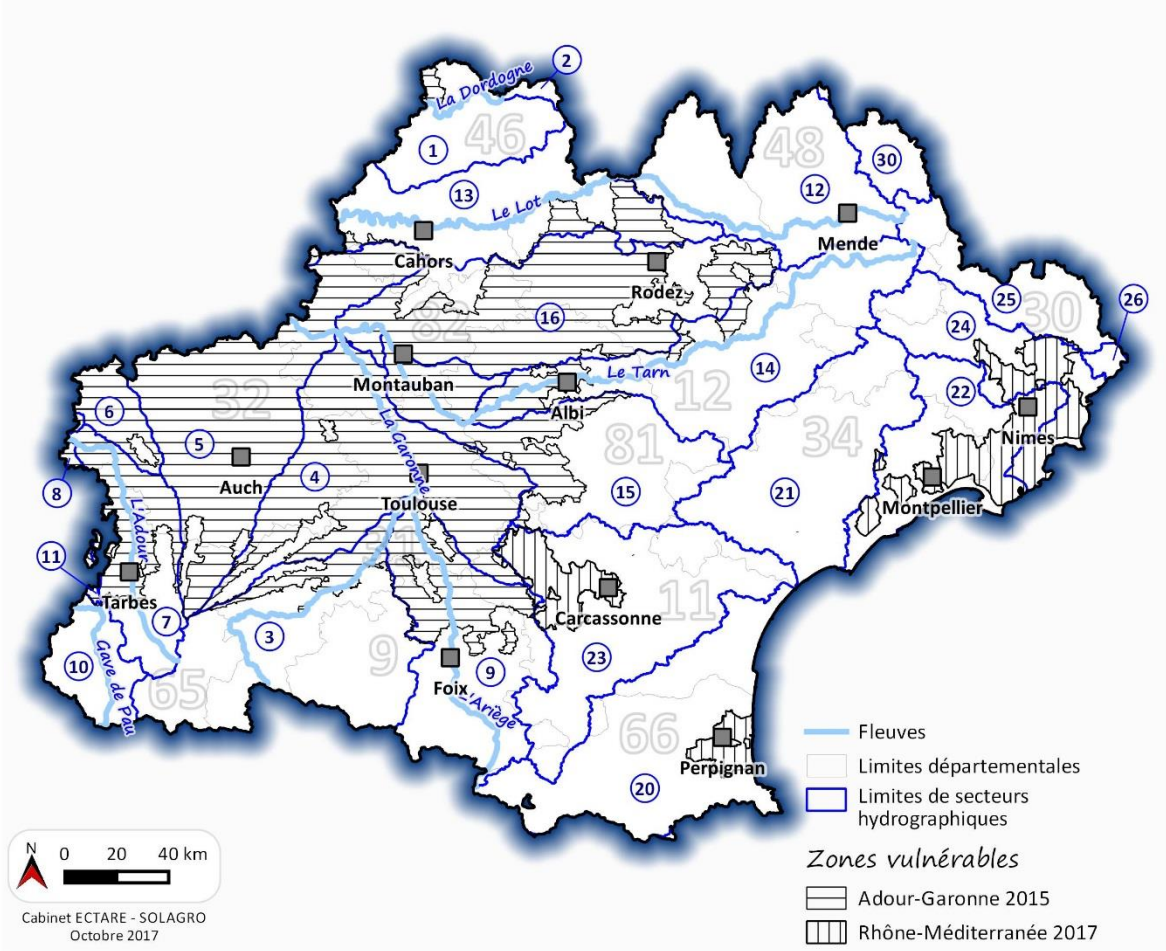 2
La Dordogne
46
1
48
30
13
12
Le Lot
Mende
Cahors
Rodez
25
30
26
82
16
24
Montauban
Le Tarn
14
22
32
Albi
12
6
La Garonne
34
Nimes
5
81
Auch
4
15
21
8
Toulouse
Montpellier
L'Adour
31
11
Tarbes
Carcassonne
11
7
3
23
10
Gave de Pau
9
9
65
Foix
L'Ariège
66
Perpignan
20
Fleuves
Limites départementales
Limites de secteurs
hydrographiques
Zones vulnérables
Adour-Garonne 2015
Rhône-Méditerranée 2017
N
0 20 40 km
Cabinet ECTARE - SOLAGRO
Octobre 2017